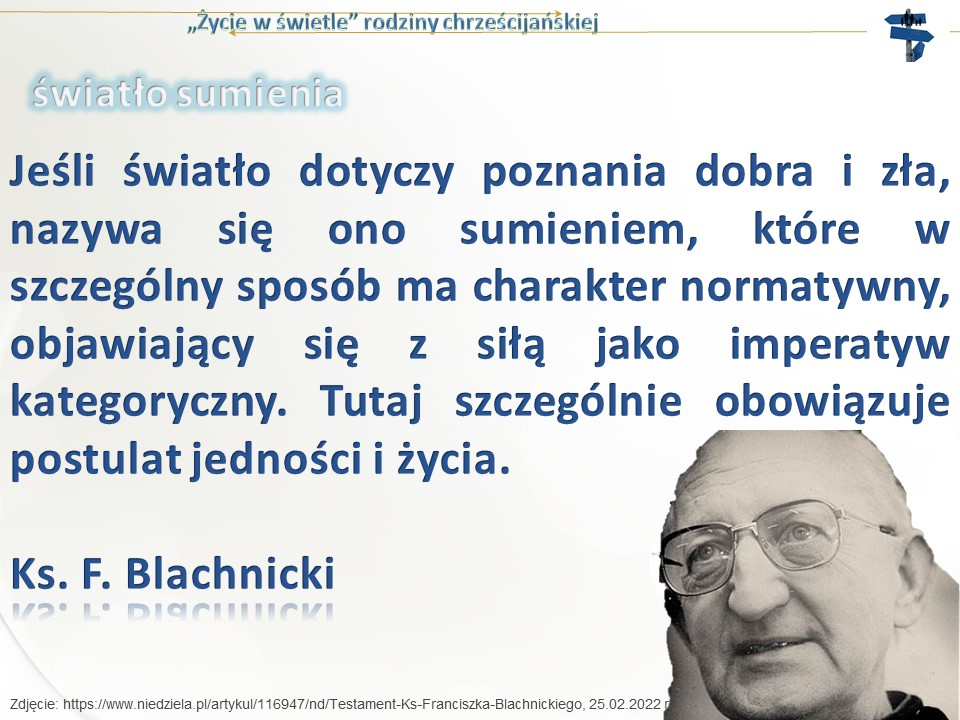 „Życie w świetle” rodziny chrześcijańskiej
światło sumienia
Jeśli światło dotyczy poznania dobra i zła,
nazywa się ono sumieniem, które w
szczególny sposób ma charakter normatywny,
objawiający się z siłą jako imperatyw
kategoryczny. Tutaj szczególnie obowiązuje
postulat jedności i życia.
Ks. F. Blachnicki
Zdjęcie: https://www.niedziela.pl/artykul/116947/nd/Testament-Ks-Franciszka-Blachnickiego, 25.02.2022